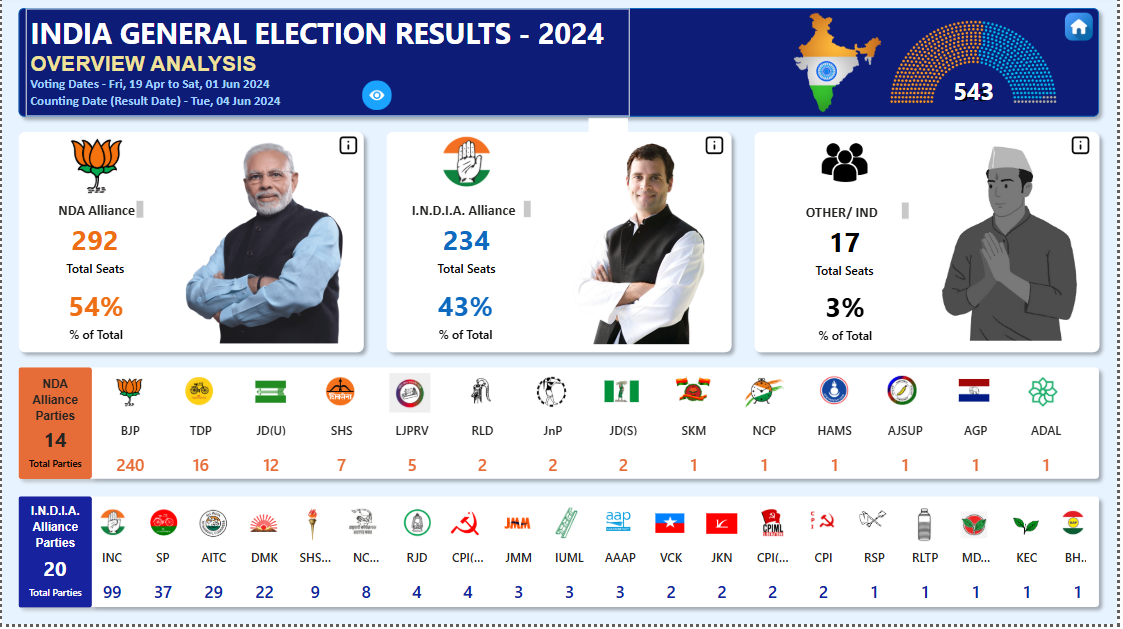 INDIA GENERAL ELECTION RESULTS - 2024
OVERVIEW ANALYSIS
Voting Dates - Fri, 19 Apr to Sat, 01 Jun 2024
Counting Date (Result Date) - Tue, 04 Jun 2024
543
NDA Alliance
292
Total Seats
54%
% of Total
I.N.D.I.A. Alliance
234
Total Seats
43%
% of Total
OTHER/ IND
17
Total Seats
3%
% of Total
NDA
Alliance
Parties
14
Total Parties
BJP TDP JD(U) SHS LJPRV RLD JnP JD(S) SKM NCP HAMS AJSUP AGP ADAL
240 16 12 7 5 2 2 2 1 1 1 1 1 1
I.N.D.I.A.
Alliance
Parties
20
Total Parties
JMM aap CPIML
INC SP AITC DMK SHS... NC... RJD CPI(... JMM IUML AAAP VCK JKN CPI(... CPI RSP RLTP MD... KEC BH..
99 37 29 22 9 8 4 4 3 3 3 2 2 2 2 1 1 1 1 1